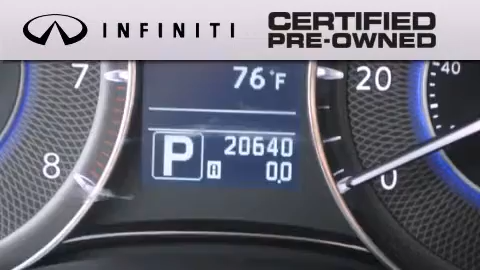 INFINITI
CERTIFIED
PRE-OWNED
7
76°F
20
40
P
20640
8
A
0.0
0